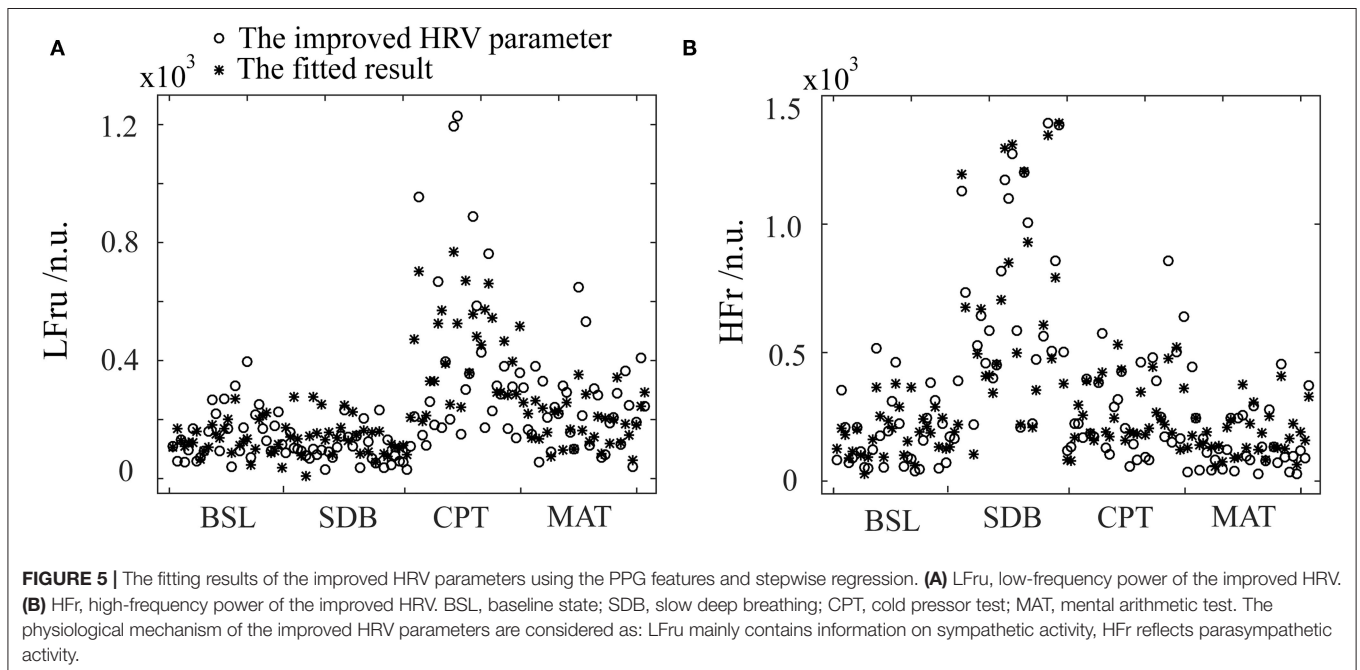 A
○ The improved HRV parameter
* The fitted result
x10³
1.2
0.8
0.4
0
LFru /n.u.
BSL SDB CPT MAT
B
x10³
1.5
1.0
0.5
0
HFr /n.u.
BSL SDB CPT MAT
FIGURE 5 | The fitting results of the improved HRV parameters using the PPG features and stepwise regression. (A) LFru, low-frequency power of the improved HRV.
(B) HFr, high-frequency power of the improved HRV. BSL, baseline state; SDB, slow deep breathing; CPT, cold pressor test; MAT, mental arithmetic test. The
physiological mechanism of the improved HRV parameters are considered as: LFru mainly contains information on sympathetic activity, HFr reflects parasympathetic
activity.